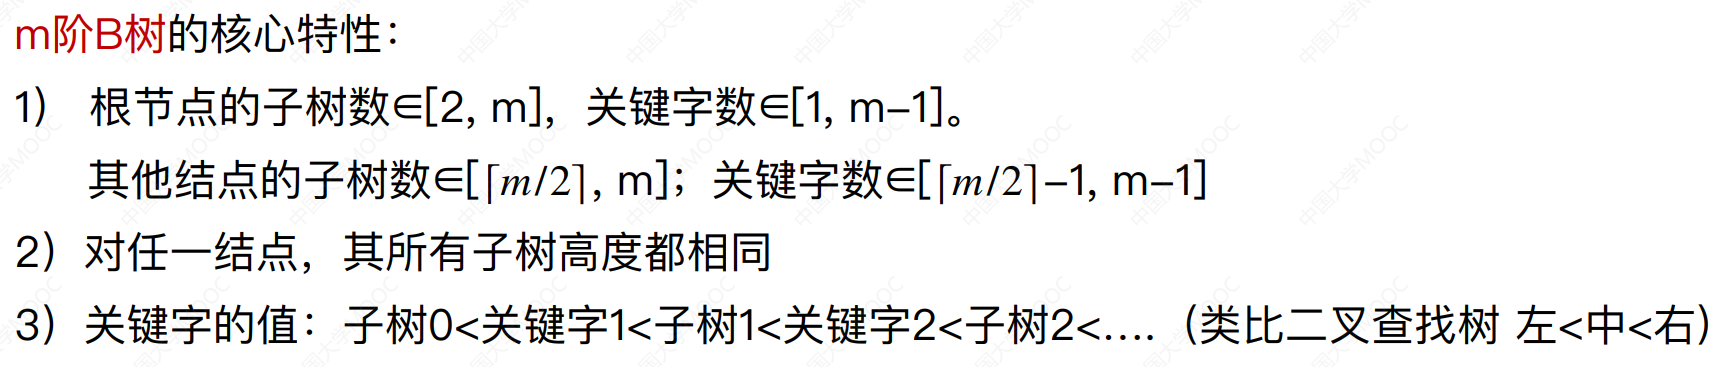 m阶B树的核心特性：
1) 根节点的子树数∈[2, m]，关键字数∈[1, m−1]。
其他结点的子树数∈[⌈m/2⌉, m]；关键字数∈[⌈m/2⌉−1, m−1]
2）对任一结点，其所有子树高度都相同
3）关键字的值：子树0<关键字1<子树1<关键字2<子树2<….（类比二叉查找树 左<中<右）